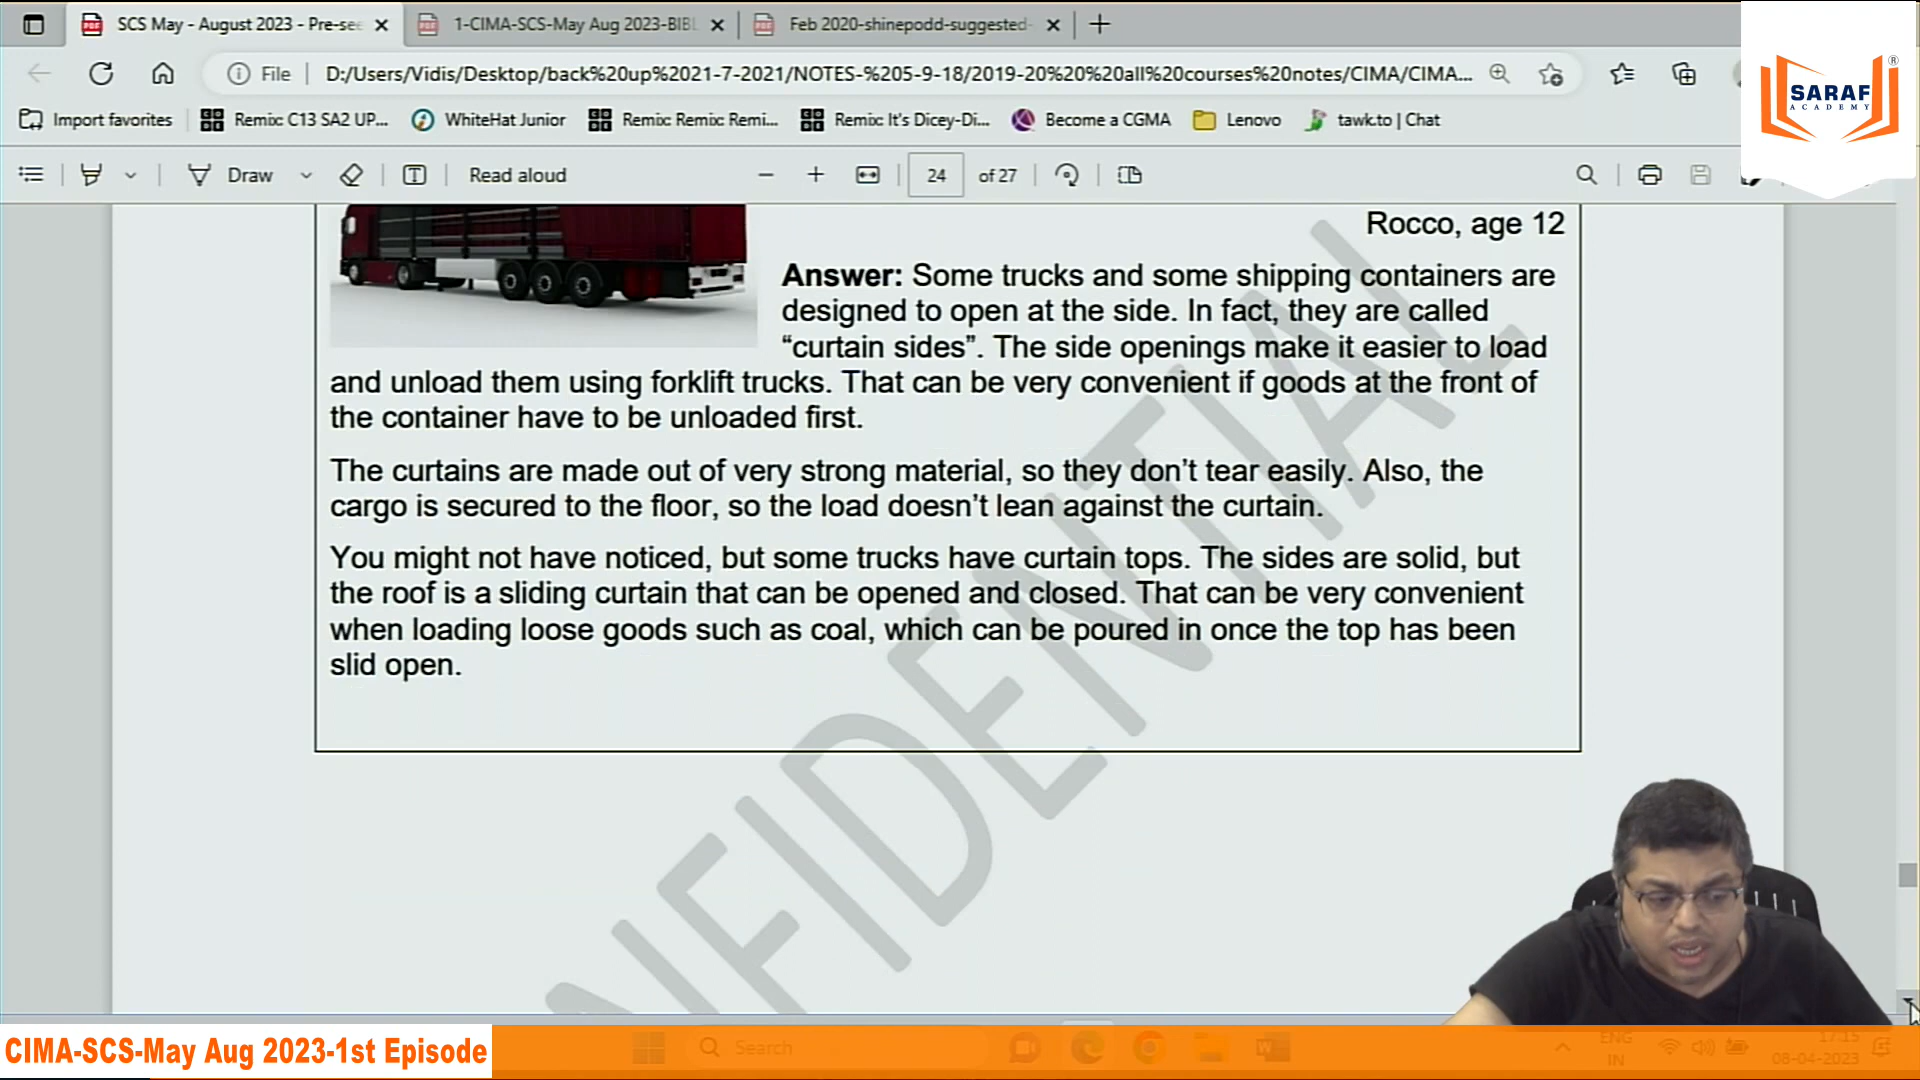 SCS May - August 2023 - Pre-see
1-CIMA-SCS-May Aug 2023-BIBL
Feb 2020-shinepodd-suggested-
File
D:/Users/Vidis/Desktop/back%20up%2021-7-2021/NOTES-%205-9-18/2019-20%20%20all%20courses%20notes/CIMA/CIMA...
Import favorites
Remix: C13 SA2 UP...
WhiteHat Junior
Remix: Remix Remi...
Remix: It's Dicey-Di...
Become a CGMA
Lenovo
tawk.to | Chat
SARAF
ACADEMY
®
Draw
Read aloud
24
of 27
Rocco, age 12
Answer: Some trucks and some shipping containers are
designed to open at the side. In fact, they are called
“curtain sides”. The side openings make it easier to load
and unload them using forklift trucks. That can be very convenient if goods at the front of
the container have to be unloaded first.
The curtains are made out of very strong material, so they don’t tear easily. Also, the
cargo is secured to the floor, so the load doesn’t lean against the curtain.
You might not have noticed, but some trucks have curtain tops. The sides are solid, but
the roof is a sliding curtain that can be opened and closed. That can be very convenient
when loading loose goods such as coal, which can be poured in once the top has been
slid open.
NFIDENTIAL
CIMA-SCS-May Aug 2023-1st Episode
Search
ENG
IN
17:15
08-04-2023